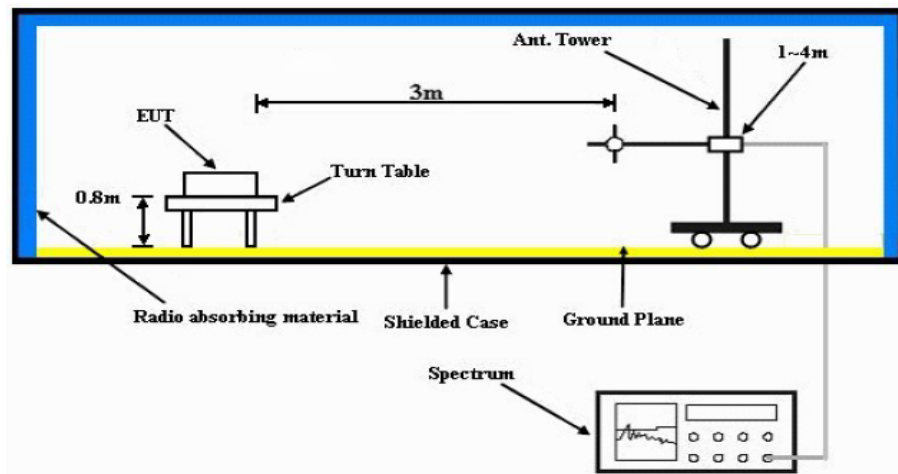 Ant. Tower
1~4m
3m
EUT
Turn Table
0.8m
Radio absorbing material
Shielded Case
Ground Plane
Spectrum